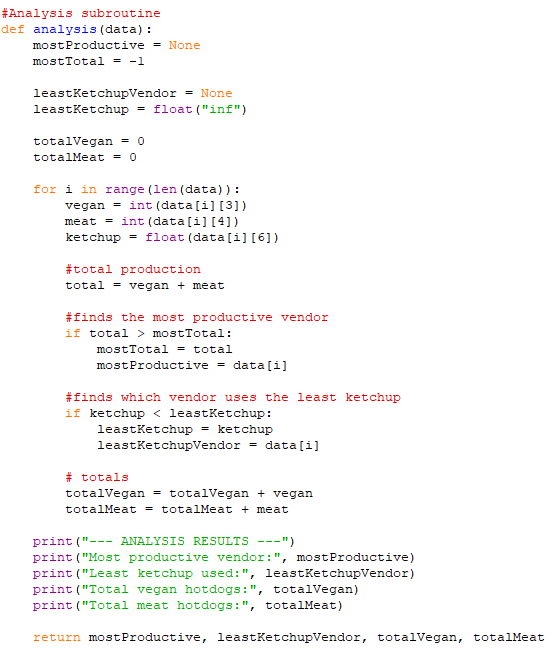 #Analysis subroutine
def analysis(data):
    mostProductive = None
    mostTotal = -1

    leastKetchupVendor = None
    leastKetchup = float("inf")

    totalVegan = 0
    totalMeat = 0

    for i in range(len(data)):
        vegan = int(data[i][3])
        meat = int(data[i][4])
        ketchup = float(data[i][6])

        #total production
        total = vegan + meat

        #finds the most productive vendor
        if total > mostTotal:
            mostTotal = total
            mostProductive = data[i]

        #finds which vendor uses the least ketchup
        if ketchup < leastKetchup:
            leastKetchup = ketchup
            leastKetchupVendor = data[i]

        # totals
        totalVegan = totalVegan + vegan
        totalMeat = totalMeat + meat

    print("--- ANALYSIS RESULTS ---")
    print("Most productive vendor:", mostProductive)
    print("Least ketchup used:", leastKetchupVendor)
    print("Total vegan hotdogs:", totalVegan)
    print("Total meat hotdogs:", totalMeat)

    return mostProductive, leastKetchupVendor, totalVegan, totalMeat